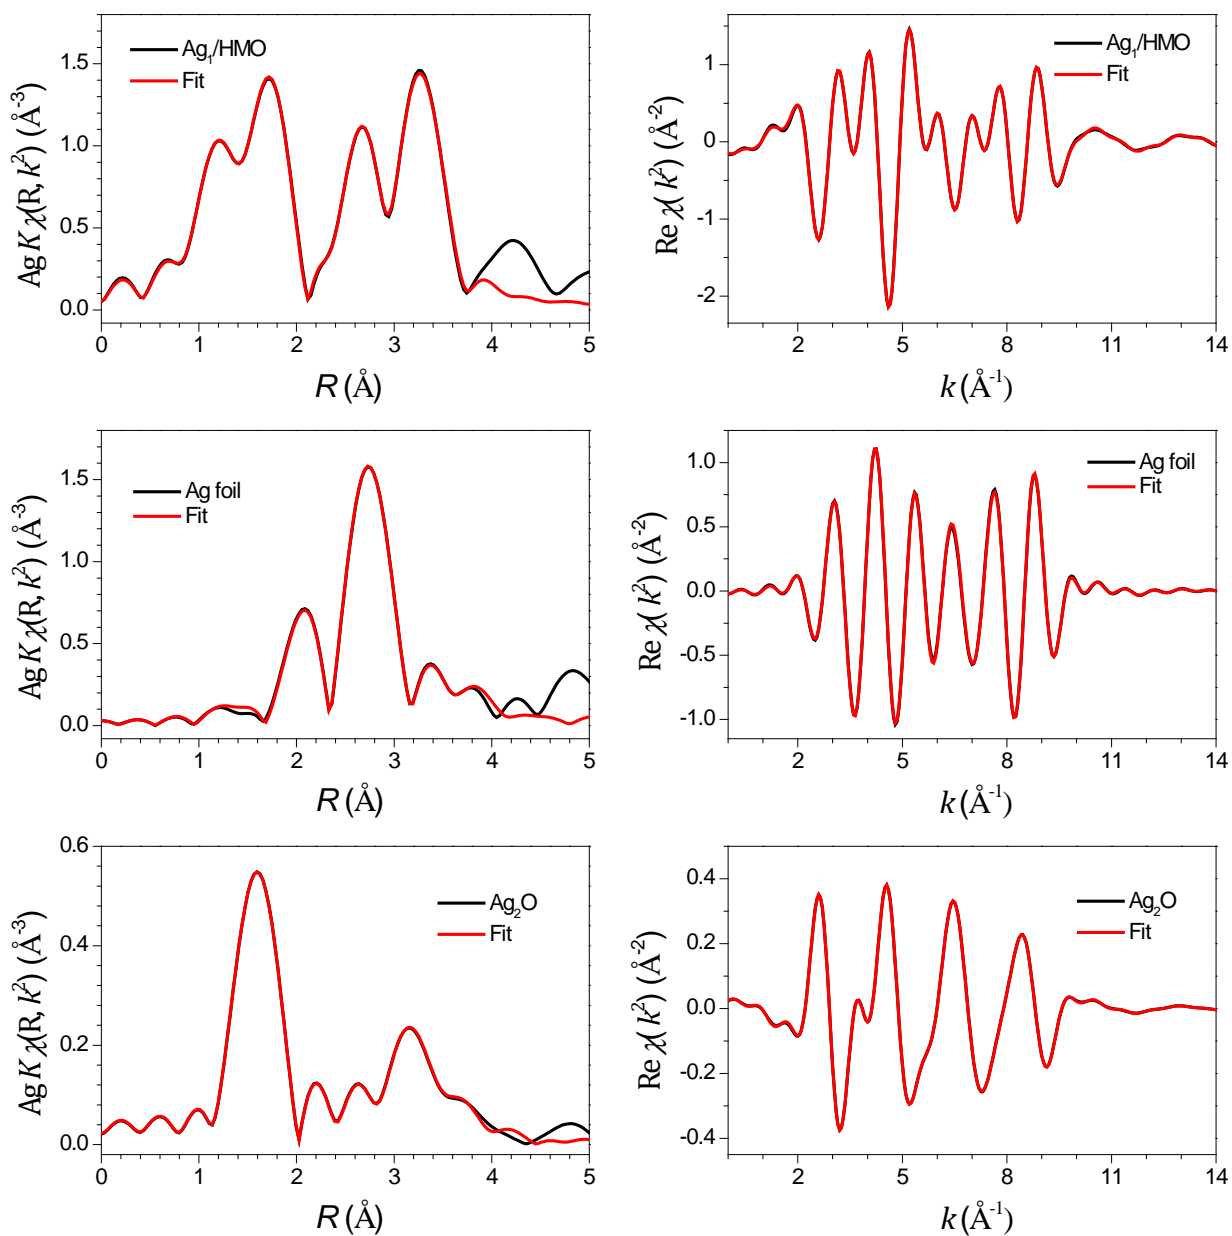 Ag₁/HMO
Fit
Ag K χ(R, k²) (Å⁻³)
0.0
0.5
1.0
1.5
0 1 2 3 4 5
R (Å)
Ag₁/HMO
Fit
Re χ(k²) (Å⁻²)
1
0
-1
-2
2 5 8 11 14
k (Å⁻¹)
Ag foil
Fit
Ag K χ(R, k²) (Å⁻³)
1.5
1.0
0.5
0.0
0 1 2 3 4 5
R (Å)
Ag foil
Fit
Re χ(k²) (Å⁻²)
1.0
0.5
0.0
-0.5
-1.0
2 5 8 11 14
k (Å⁻¹)
Ag₂O
Fit
Ag K χ(R, k²) (Å⁻³)
0.6
0.4
0.2
0.0
0 1 2 3 4 5
R (Å)
Ag₂O
Fit
Re χ(k²) (Å⁻²)
0.4
0.2
0.0
-0.2
-0.4
2 5 8 11 14
k (Å⁻¹)